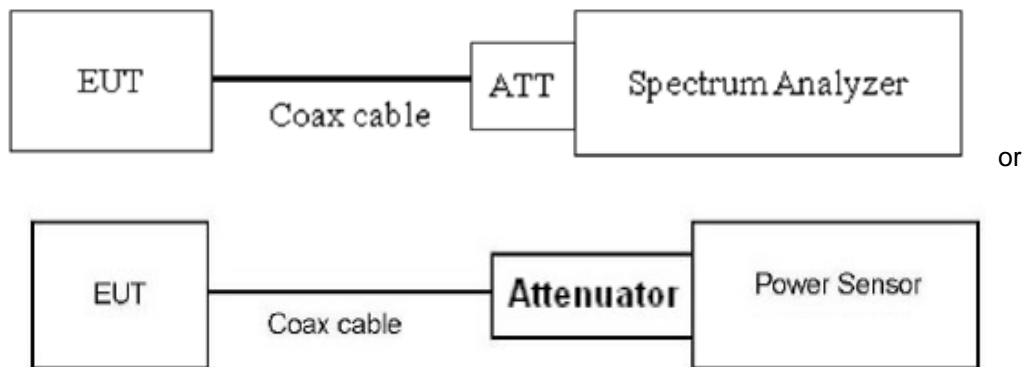 EUT
Coax cable
ATT
Spectrum Analyzer
or
EUT
Coax cable
Attenuator
Power Sensor